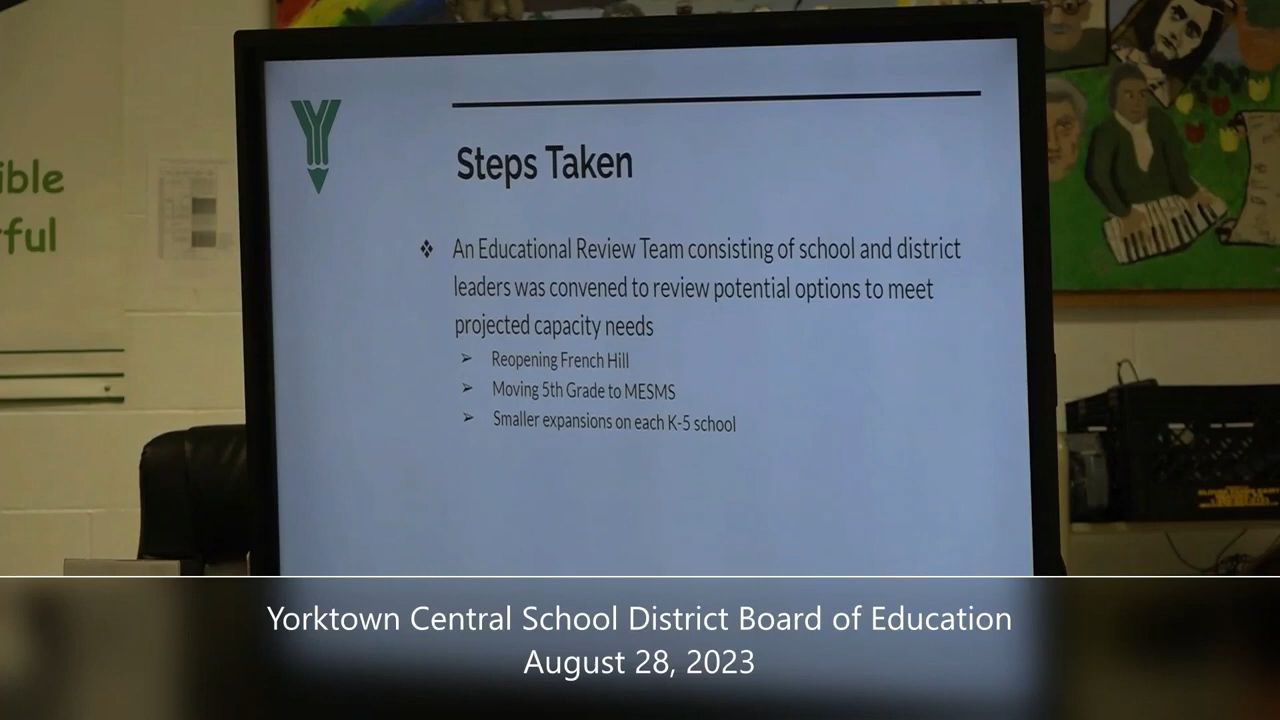 ible
rful
Steps Taken
❖ An Educational Review Team consisting of school and district
leaders was convened to review potential options to meet
projected capacity needs
➢ Reopening French Hill
➢ Moving 5th Grade to MESMS
➢ Smaller expansions on each K-5 school
Yorktown Central School District Board of Education
August 28, 2023